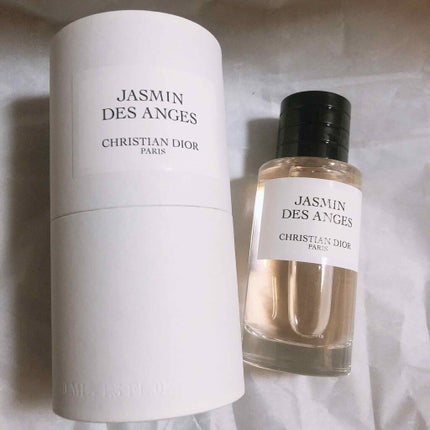 JASMIN
DES ANGES
CHRISTIAN DIOR
PARIS
JASMIN
DES ANGES
CHRISTIAN DIOR
PARIS